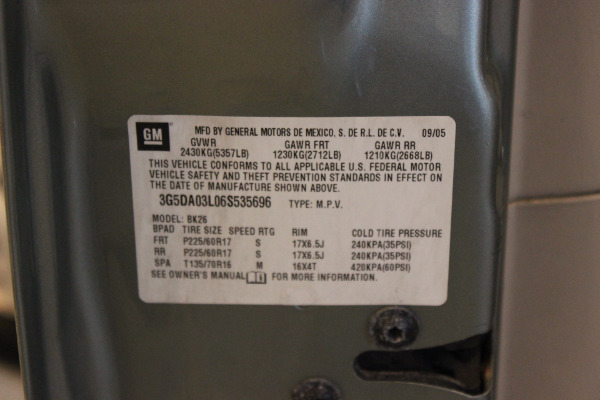 GM MFD BY GENERAL MOTORS DE MEXICO, S. DE R.L. DE C.V. 09/05
GVWR GAWR FRT GAWR RR
2430KG(5357LB) 1230KG(2712LB) 1210KG(2668LB)
THIS VEHICLE CONFORMS TO ALL APPLICABLE U.S. FEDERAL MOTOR
VEHICLE SAFETY AND THEFT PREVENTION STANDARDS IN EFFECT ON
THE DATE OF MANUFACTURE SHOWN ABOVE.
3G5DA03L06S535696 TYPE: M.P.V.
MODEL: BK26
BPAD TIRE SIZE SPEED RTG RIM COLD TIRE PRESSURE
FRT P225/60R17 S 17X6.5J 240KPA(35PSI)
RR P225/60R17 S 17X6.5J 240KPA(35PSI)
SPA T135/70R16 M 16X4T 420KPA(60PSI)
SEE OWNER'S MANUAL FOR MORE INFORMATION.